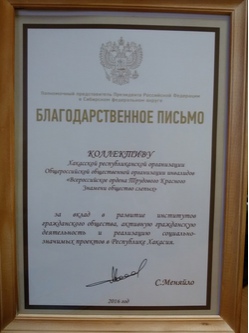 Полномочный представитель Президента Российской Федерации
в Сибирском федеральном округе
БЛАГОДАРСТВЕННОЕ ПИСЬМО
КОЛЛЕКТИВУ
Хакасской республиканской организации
Общероссийской общественной организации инвалидов
«Всероссийское ордена Трудового Красного
Знамени общество слепых»
за вклад в развитие институтов
гражданского общества, активную гражданскую
деятельность и реализацию социально-
значимых проектов в Республике Хакасия.
С.Меняйло
2016 год